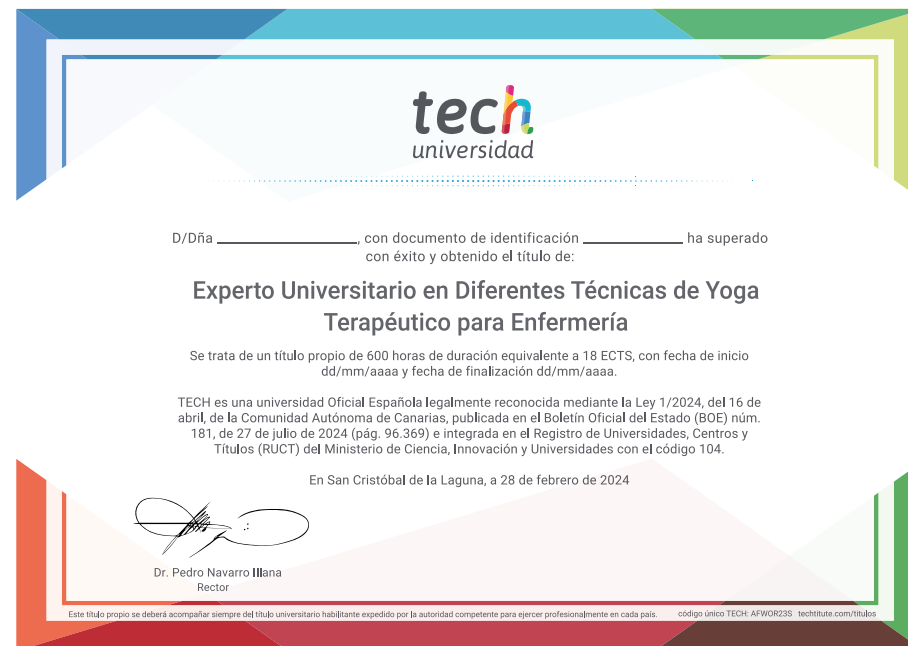 tech
universidad
D/Dña ______________, con documento de identificación __________ ha superado
con éxito y obtenido el título de:
Experto Universitario en Diferentes Técnicas de Yoga
Terapéutico para Enfermería
Se trata de un título propio de 600 horas de duración equivalente a 18 ECTS, con fecha de inicio
dd/mm/aaaa y fecha de finalización dd/mm/aaaa.
TECH es una universidad Oficial Española legalmente reconocida mediante la Ley 1/2024, del 16 de
abril, de la Comunidad Autónoma de Canarias, publicada en el Boletín Oficial del Estado (BOE) núm.
181, de 27 de julio de 2024 (pág. 96.369) e integrada en el Registro de Universidades, Centros y
Títulos (RUCT) del Ministerio de Ciencia, Innovación y Universidades con el código 104.
En San Cristóbal de la Laguna, a 28 de febrero de 2024
Dr. Pedro Navarro Illana
Rector
Este título propio se deberá acompañar siempre del título universitario habilitante expedido por la autoridad competente para ejercer profesionalmente en cada país. código único TECH: AFWOR23S techtitute.com/titulos